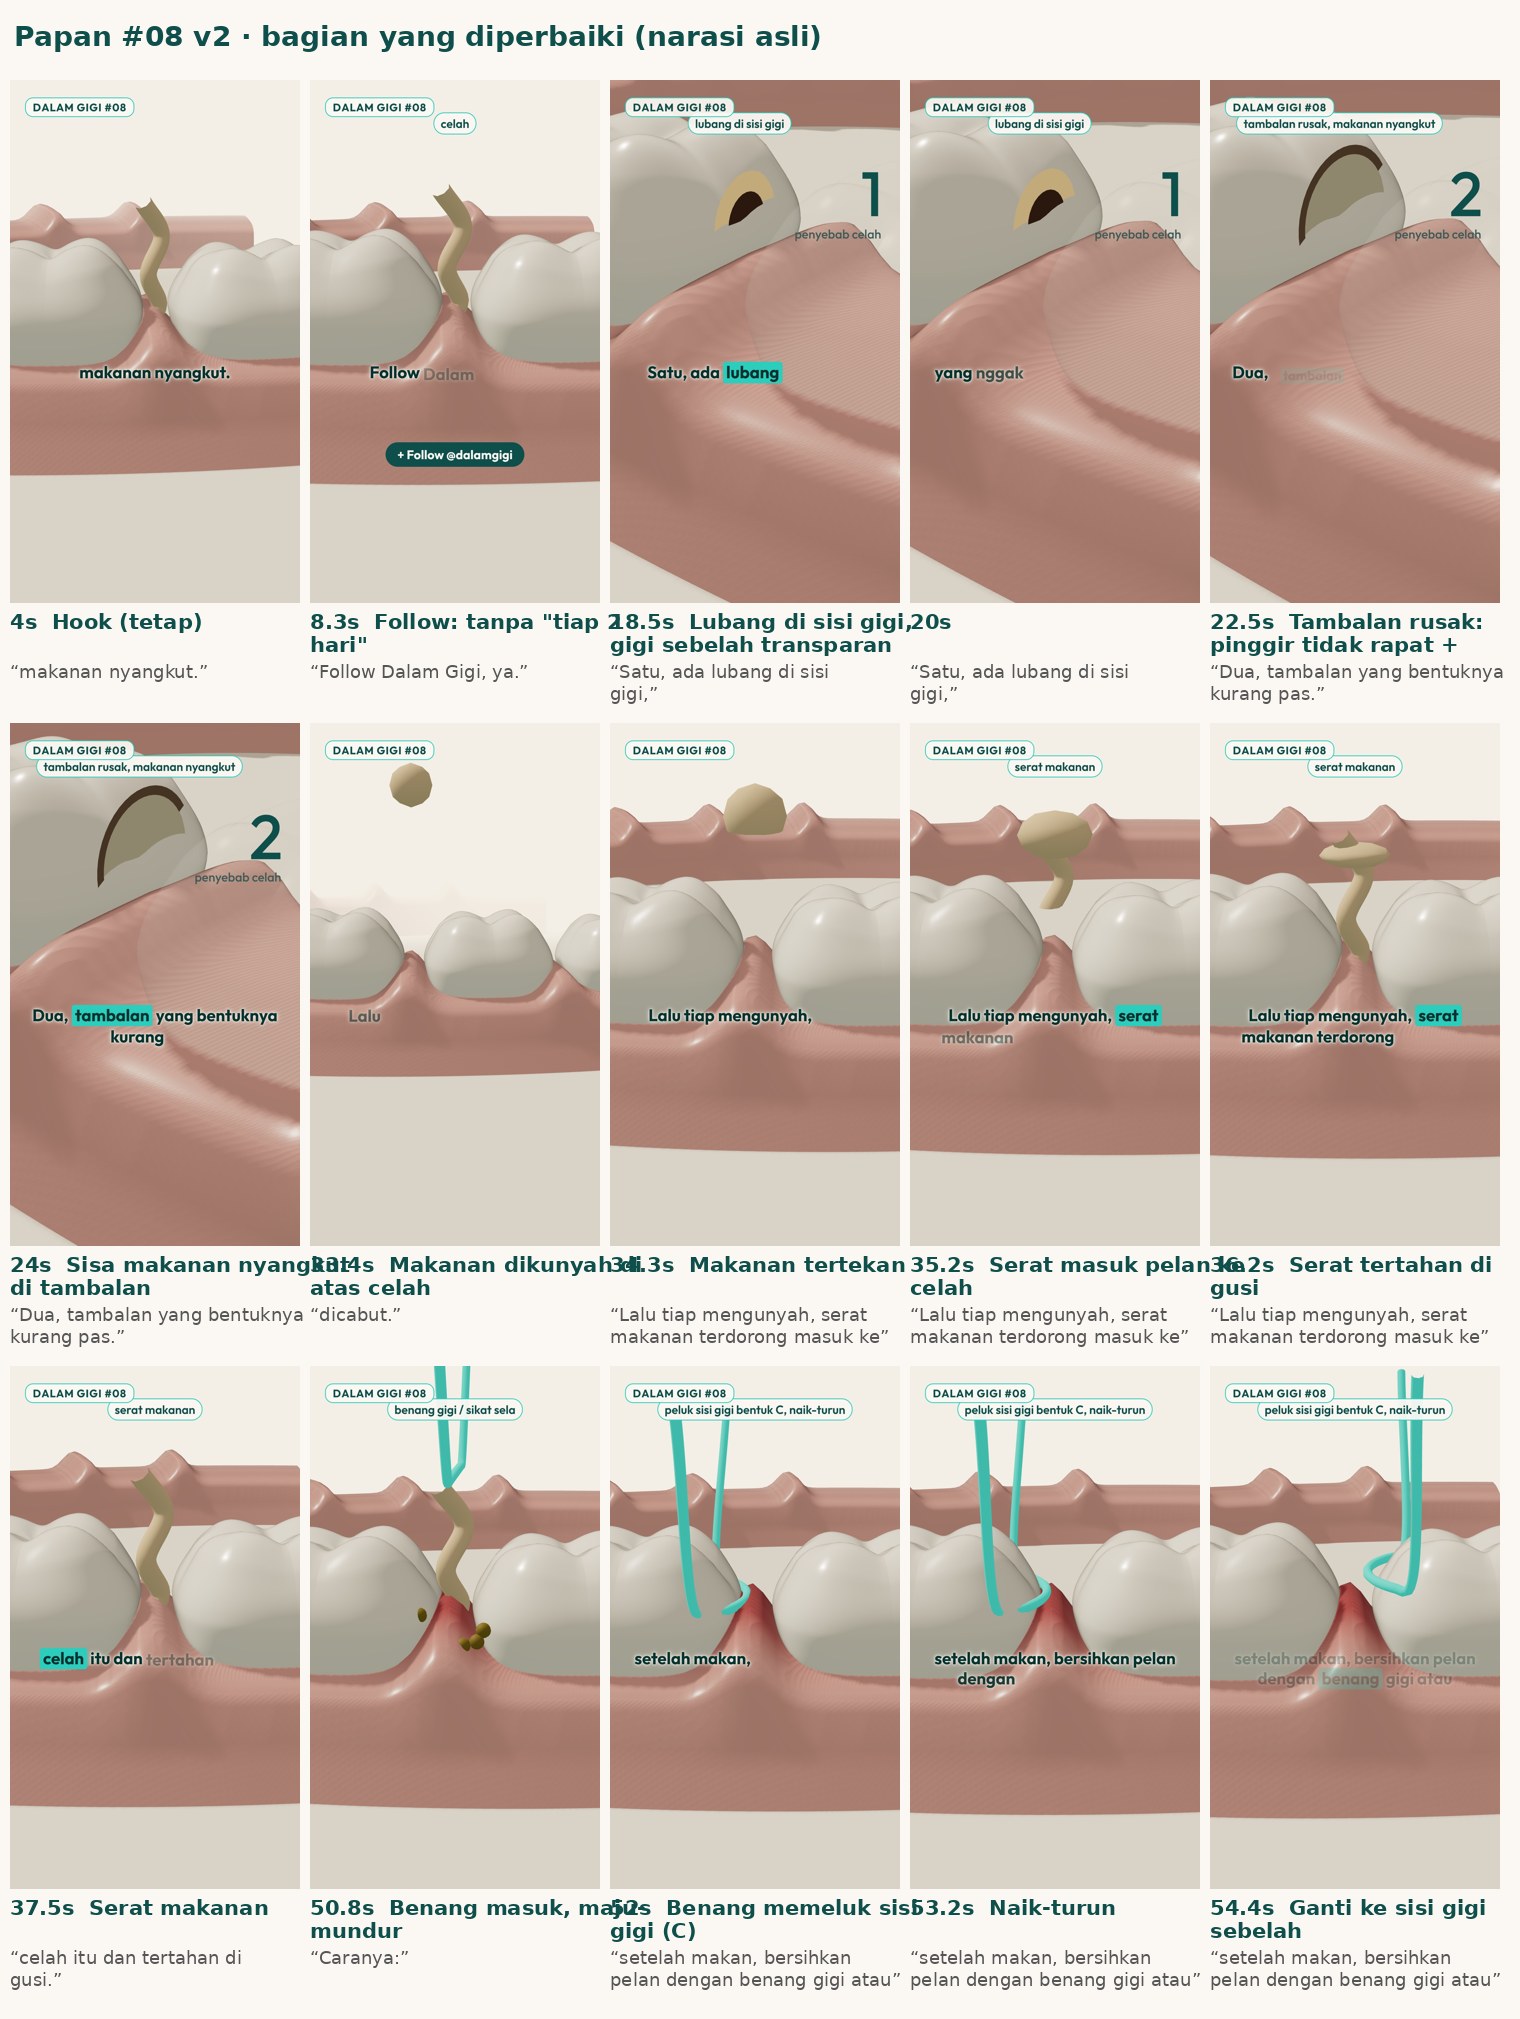 Papan #08 v2 · bagian yang diperbaiki (narasi asli)
DALAM GIGI #08
makanan nyangkut.
4s  Hook (tetap)
“makanan nyangkut.”
DALAM GIGI #08
celah
Follow Dalam
+ Follow @dalamgigi
8.3s  Follow: tanpa "tiap 2
hari"
“Follow Dalam Gigi, ya.”
DALAM GIGI #08
lubang di sisi gigi
1
penyebab celah
Satu, ada lubang
18.5s  Lubang di sisi gigi,
gigi sebelah transparan
“Satu, ada lubang di sisi
gigi,”
DALAM GIGI #08
lubang di sisi gigi
1
penyebab celah
yang nggak
20s
“Satu, ada lubang di sisi
gigi,”
DALAM GIGI #08
tambalan rusak, makanan nyangkut
2
penyebab celah
Dua, tambalan
22.5s  Tambalan rusak:
pinggir tidak rapat +
“Dua, tambalan yang bentuknya
kurang pas.”
DALAM GIGI #08
tambalan rusak, makanan nyangkut
2
penyebab celah
Dua, tambalan yang bentuknya
kurang
24s  Sisa makanan nyangkut
di tambalan
“Dua, tambalan yang bentuknya
kurang pas.”
DALAM GIGI #08
Lalu
33.4s  Makanan dikunyah di
atas celah
“dicabut.”
DALAM GIGI #08
Lalu tiap mengunyah,
34.3s  Makanan tertekan
“Lalu tiap mengunyah, serat
makanan terdorong masuk ke”
DALAM GIGI #08
serat makanan
Lalu tiap mengunyah, serat
makanan
35.2s  Serat masuk pelan ke
celah
“Lalu tiap mengunyah, serat
makanan terdorong masuk ke”
DALAM GIGI #08
serat makanan
Lalu tiap mengunyah, serat
makanan terdorong
36.2s  Serat tertahan di
gusi
“Lalu tiap mengunyah, serat
makanan terdorong masuk ke”
DALAM GIGI #08
serat makanan
celah itu dan tertahan
37.5s  Serat makanan
“celah itu dan tertahan di
gusi.”
DALAM GIGI #08
benang gigi / sikat sela
50.8s  Benang masuk, maju-
mundur
“Caranya:”
DALAM GIGI #08
peluk sisi gigi bentuk C, naik-turun
setelah makan,
52s  Benang memeluk sisi
gigi (C)
“setelah makan, bersihkan
pelan dengan benang gigi atau”
DALAM GIGI #08
peluk sisi gigi bentuk C, naik-turun
setelah makan, bersihkan pelan
dengan
53.2s  Naik-turun
“setelah makan, bersihkan
pelan dengan benang gigi atau”
DALAM GIGI #08
peluk sisi gigi bentuk C, naik-turun
setelah makan, bersihkan pelan
dengan benang gigi atau
54.4s  Ganti ke sisi gigi
sebelah
“setelah makan, bersihkan
pelan dengan benang gigi atau”